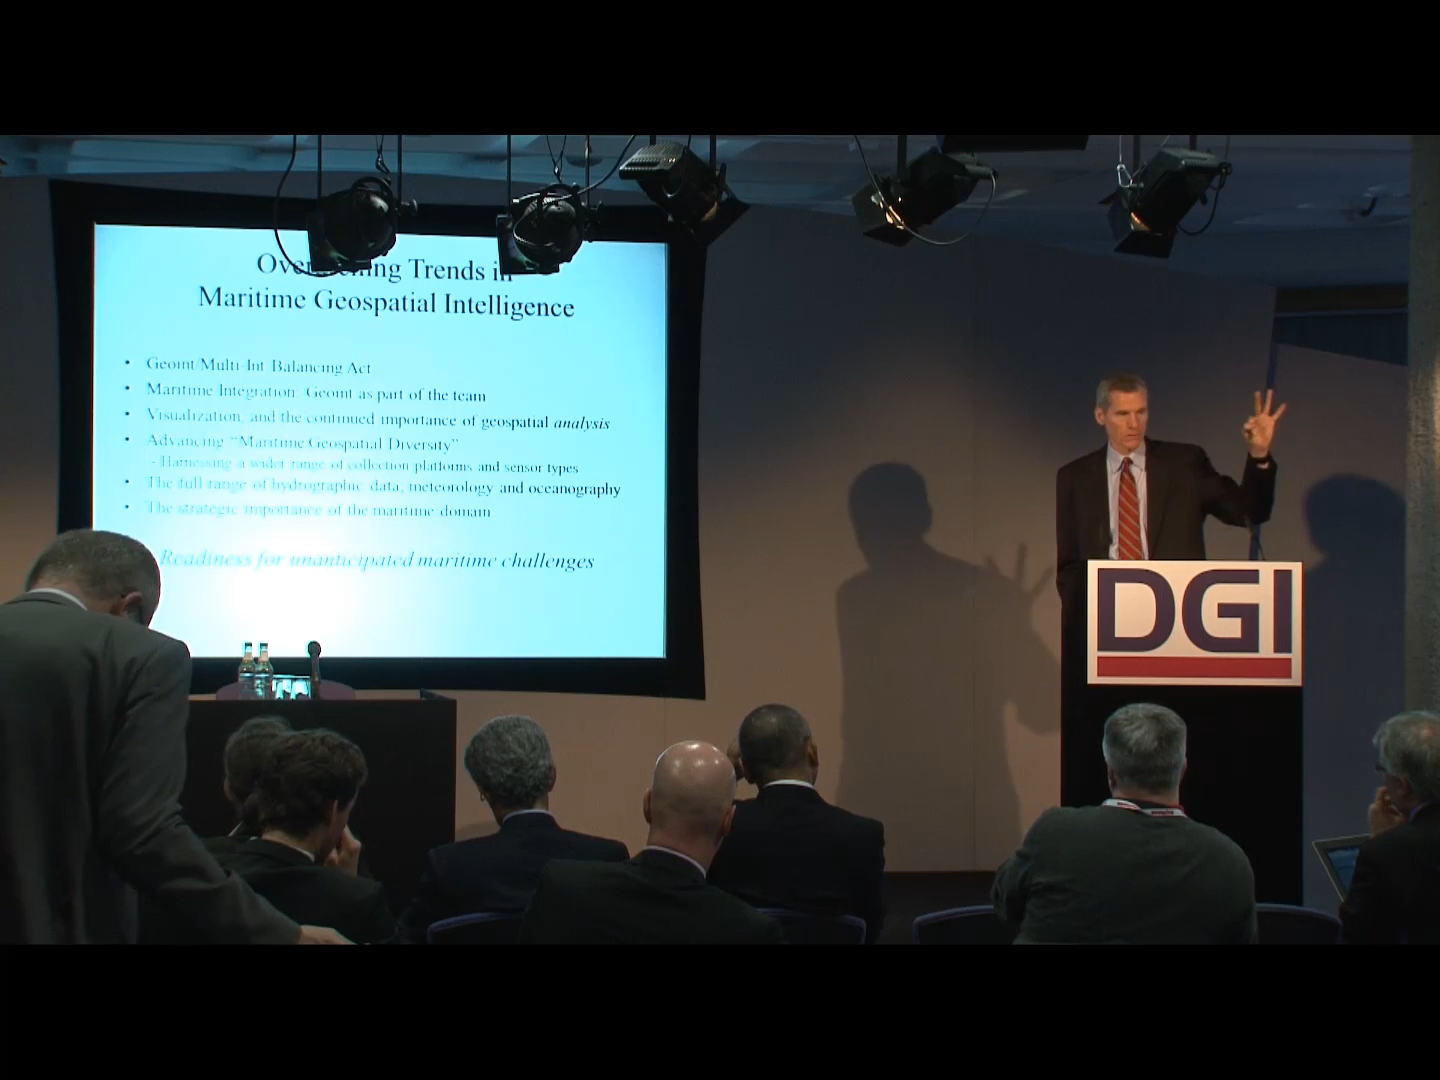 Trends in
Maritime Geospatial Intelligence
• Geoint/Multi-Int Balancing Act
• Maritime Integration: Geoint as part of the team
• Visualization, and the continued importance of geospatial analysis
• Advancing “Maritime Geospatial Diversity”
- Harnessing a wider range of collection platforms and sensor types
• The full range of hydrographic data, meteorology and oceanography
• The strategic importance of the maritime domain
Readiness for unanticipated maritime challenges
DGI